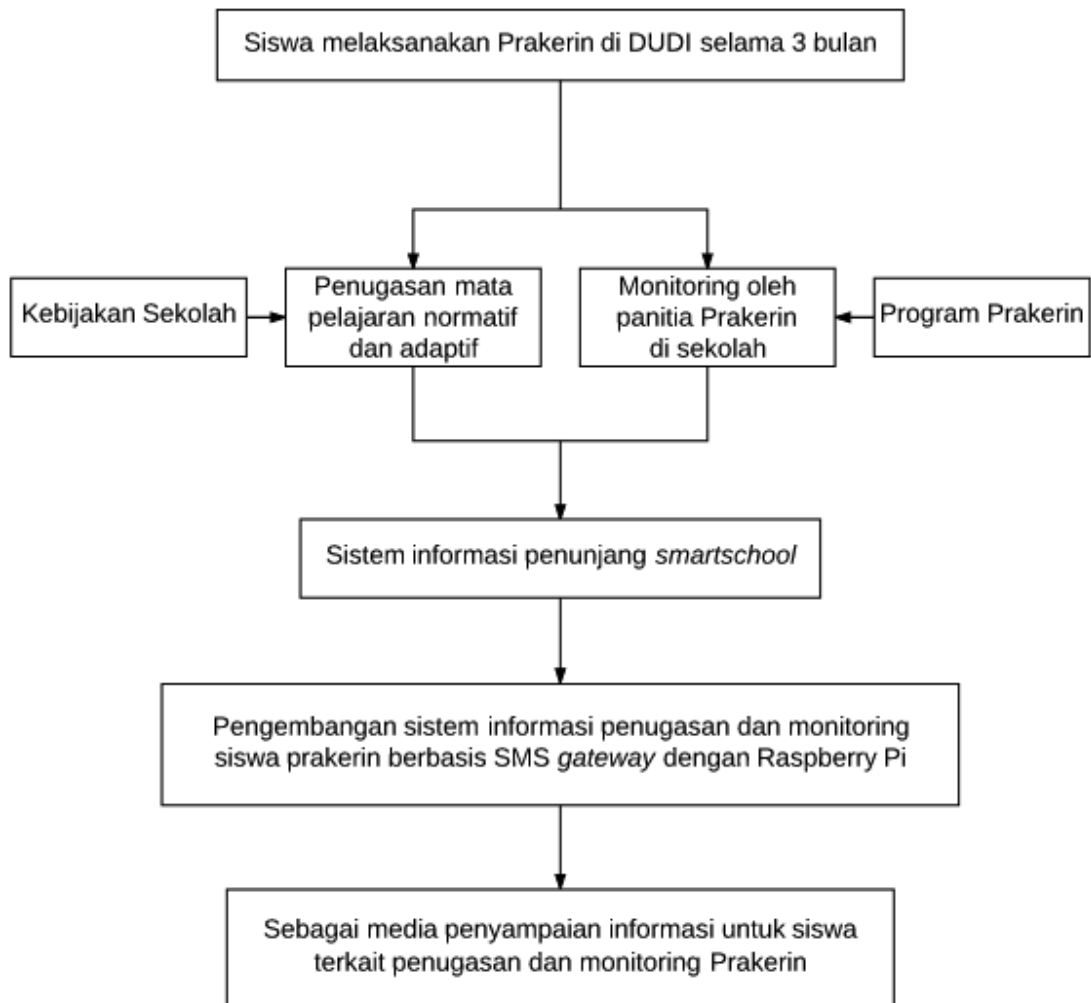 Siswa melaksanakan Prakerin di DUDI selama 3 bulan
Kebijakan Sekolah
Penugasan mata
pelajaran normatif
dan adaptif
Monitoring oleh
panitia Prakerin
di sekolah
Program Prakerin
Sistem informasi penunjang smartschool
Pengembangan sistem informasi penugasan dan monitoring
siswa prakerin berbasis SMS gateway dengan Raspberry Pi
Sebagai media penyampaian informasi untuk siswa
terkait penugasan dan monitoring Prakerin